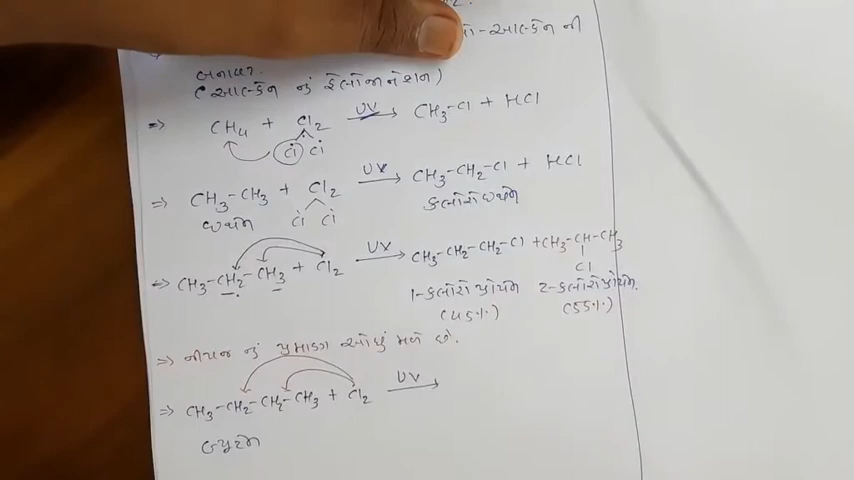 આલ્કેન ની
બનાવટ.
(આલ્કેન નું હેલોજીનેશન)
⇒ CH₄ + Cl₂ UV→ CH₃-Cl + HCl
Cl Cl
⇒ CH₃-CH₃ + Cl₂ UV→ CH₃-CH₂-Cl + HCl
ઇથેન Cl Cl ક્લોરોઇથેન
⇒ CH₃-CH₂-CH₃ + Cl₂ UV→ CH₃-CH₂-CH₂-Cl + CH₃-CH-CH₃
Cl
1-ક્લોરોપ્રોપેન 2-ક્લોરોપ્રોપેન.
(45%) (55%)
⇒ નીપજ નું પ્રમાણ ઓછું મળે છે.
⇒ CH₃-CH₂-CH₂-CH₃ + Cl₂ UV→
બ્યુટેન